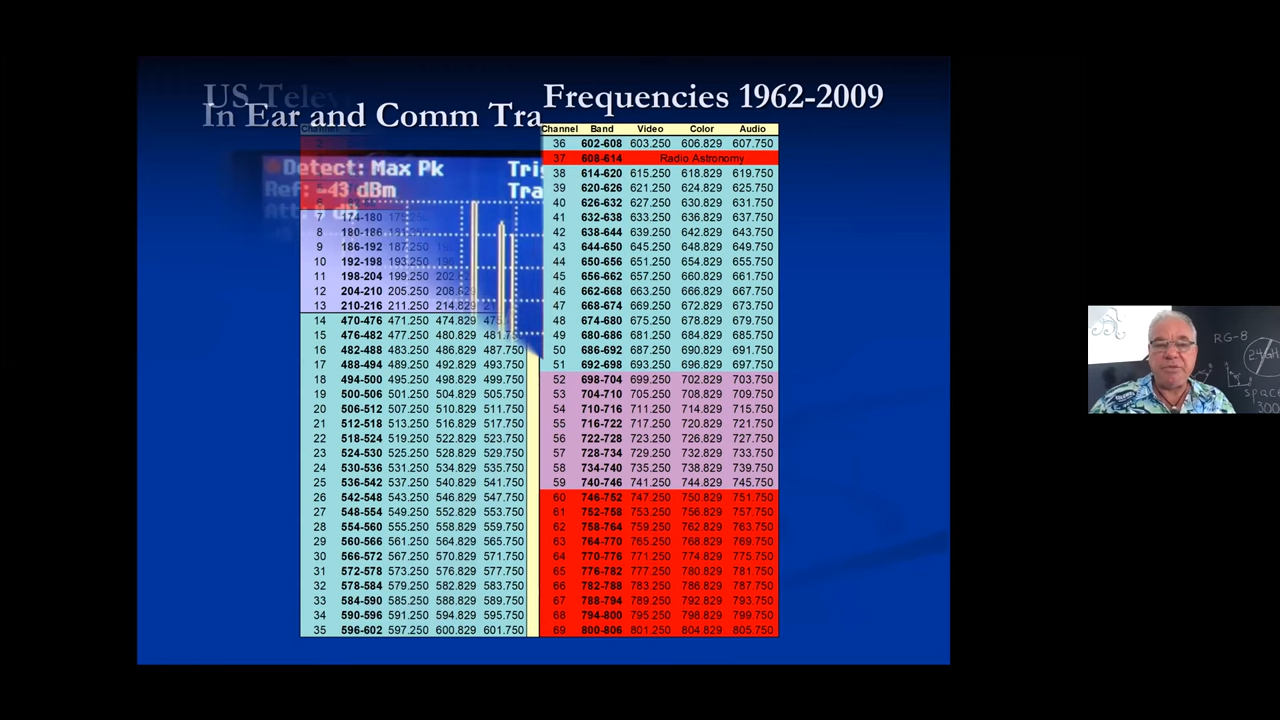 US Telev
In Ear and Comm Tra
Frequencies 1962-2009
Detect: Max Pk
Ref: -43 dBm
Att: 0 dB
Trig
Tra
7 174-180 175.250
8 180-186
9 186-192 187.250
10 192-198 193.250
11 198-204 199.250
12 204-210 205.250 208.829
13 210-216 211.250 214.829
14 470-476 471.250 474.829
15 476-482 477.250 480.829 481.750
16 482-488 483.250 486.829 487.750
17 488-494 489.250 492.829 493.750
18 494-500 495.250 498.829 499.750
19 500-506 501.250 504.829 505.750
20 506-512 507.250 510.829 511.750
21 512-518 513.250 516.829 517.750
22 518-524 519.250 522.829 523.750
23 524-530 525.250 528.829 529.750
24 530-536 531.250 534.829 535.750
25 536-542 537.250 540.829 541.750
26 542-548 543.250 546.829 547.750
27 548-554 549.250 552.829 553.750
28 554-560 555.250 558.829 559.750
29 560-566 561.250 564.829 565.750
30 566-572 567.250 570.829 571.750
31 572-578 573.250 576.829 577.750
32 578-584 579.250 582.829 583.750
33 584-590 585.250 588.829 589.750
34 590-596 591.250 594.829 595.750
35 596-602 597.250 600.829 601.750
Channel Band Video Color Audio
36 602-608 603.250 606.829 607.750
37 608-614 Radio Astronomy
38 614-620 615.250 618.829 619.750
39 620-626 621.250 624.829 625.750
40 626-632 627.250 630.829 631.750
41 632-638 633.250 636.829 637.750
42 638-644 639.250 642.829 643.750
43 644-650 645.250 648.829 649.750
44 650-656 651.250 654.829 655.750
45 656-662 657.250 660.829 661.750
46 662-668 663.250 666.829 667.750
47 668-674 669.250 672.829 673.750
48 674-680 675.250 678.829 679.750
49 680-686 681.250 684.829 685.750
50 686-692 687.250 690.829 691.750
51 692-698 693.250 696.829 697.750
52 698-704 699.250 702.829 703.750
53 704-710 705.250 708.829 709.750
54 710-716 711.250 714.829 715.750
55 716-722 717.250 720.829 721.750
56 722-728 723.250 726.829 727.750
57 728-734 729.250 732.829 733.750
58 734-740 735.250 738.829 739.750
59 740-746 741.250 744.829 745.750
60 746-752 747.250 750.829 751.750
61 752-758 753.250 756.829 757.750
62 758-764 759.250 762.829 763.750
63 764-770 765.250 768.829 769.750
64 770-776 771.250 774.829 775.750
65 776-782 777.250 780.829 781.750
66 782-788 783.250 786.829 787.750
67 788-794 789.250 792.829 793.750
68 794-800 795.250 798.829 799.750
69 800-806 801.250 804.829 805.750
RG-8
space
300